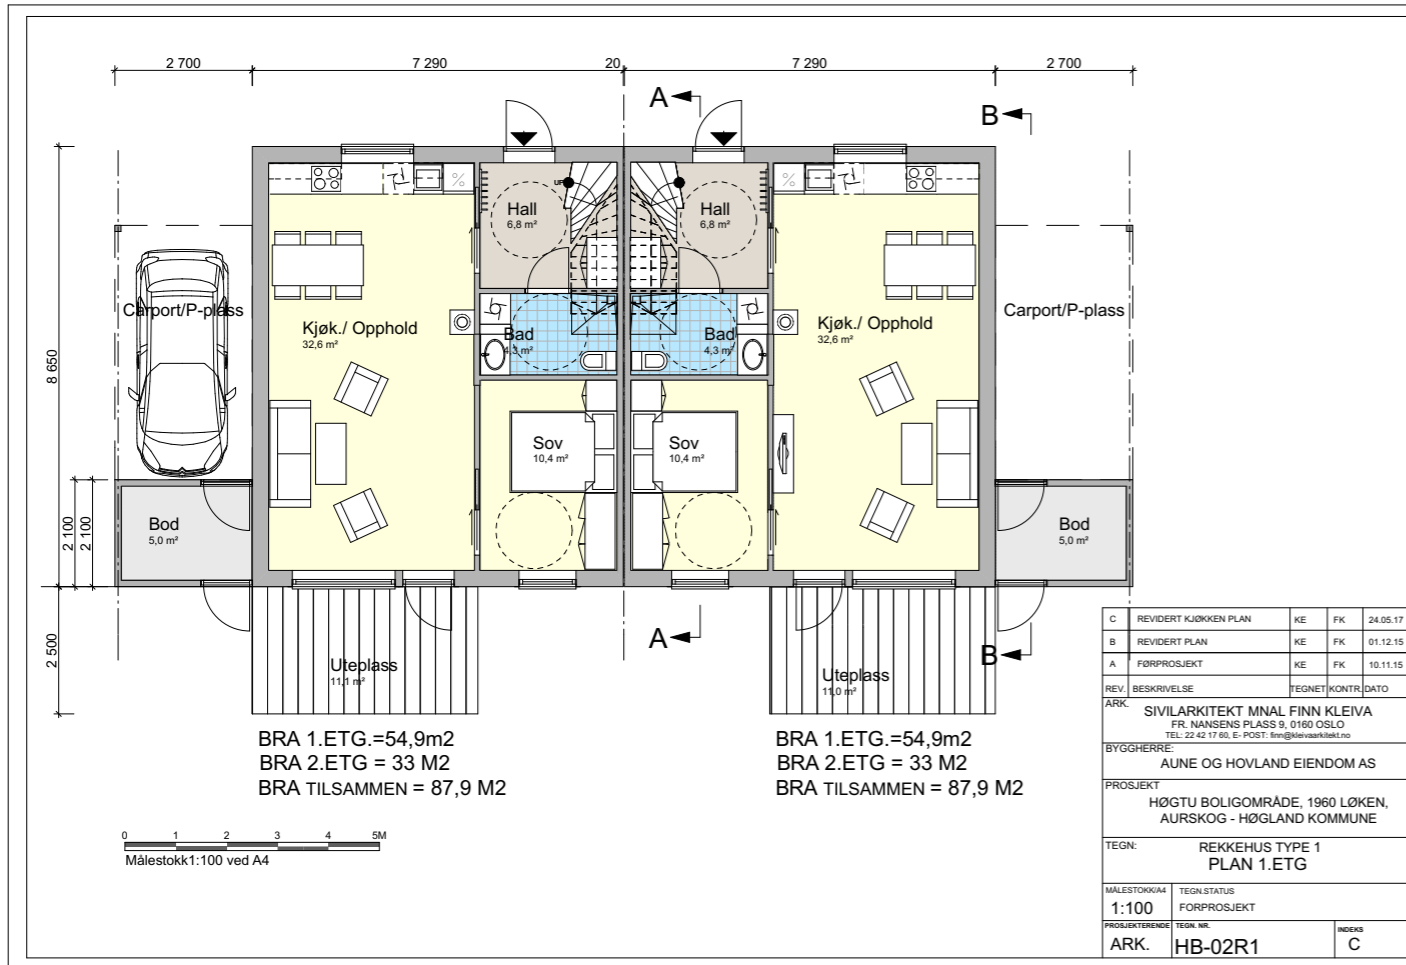 2 700
7 290
20
7 290
2 700
A
B
8 650
2 100
2 100
2 500
UP
Hall
6,8 m²
Hall
6,8 m²
Carport/P-plass
Kjøk./ Opphold
32,6 m²
Bad
4,3 m²
Bad
4,3 m²
Kjøk./ Opphold
32,6 m²
Carport/P-plass
Sov
10,4 m²
Sov
10,4 m²
Bod
5,0 m²
Bod
5,0 m²
A
B
Uteplass
11,1 m²
Uteplass
11,0 m²
BRA 1.ETG.=54,9m2
BRA 2.ETG = 33 M2
BRA TILSAMMEN = 87,9 M2
BRA 1.ETG.=54,9m2
BRA 2.ETG = 33 M2
BRA TILSAMMEN = 87,9 M2
0 1 2 3 4 5M
Målestokk1:100 ved A4
C REVIDERT KJØKKEN PLAN KE FK 24.05.17
B REVIDERT PLAN KE FK 01.12.15
A FØRPROSJEKT KE FK 10.11.15
REV. BESKRIVELSE TEGNET KONTR. DATO
ARK.
SIVILARKITEKT MNAL FINN KLEIVA
FR. NANSENS PLASS 9, 0160 OSLO
TEL: 22 42 17 60, E- POST: finn@kleivaarkitekt.no
BYGGHERRE:
AUNE OG HOVLAND EIENDOM AS
PROSJEKT
HØGTU BOLIGOMRÅDE, 1960 LØKEN,
AURSKOG - HØGLAND KOMMUNE
TEGN:
REKKEHUS TYPE 1
PLAN 1.ETG
MÅLESTOKK/A4 TEGN.STATUS
1:100 FORPROSJEKT
PROSJEKTERENDE TEGN. NR. INDEKS
ARK. HB-02R1 C